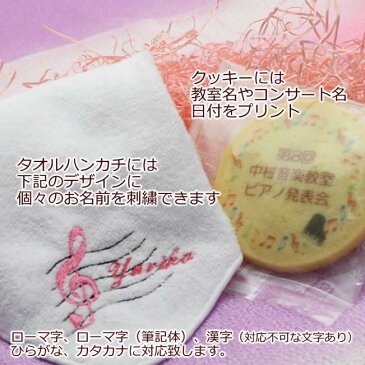 クッキーには
教室名やコンサート名
日付をプリント
タオルハンカチには
下記のデザインに
個々のお名前を刺繍できます
第8回
中村音楽教室
ピアノ発表会
Yurika
ローマ字、ローマ字（筆記体）、漢字（対応不可な文字あり）
ひらがな、カタカナに対応致します。